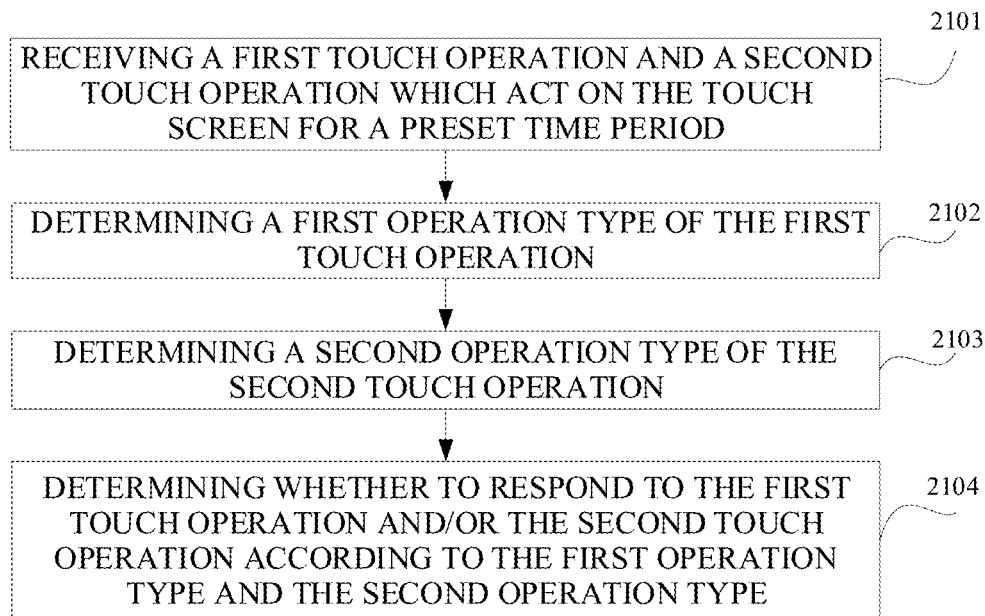 2101
RECEIVING A FIRST TOUCH OPERATION AND A SECOND
TOUCH OPERATION WHICH ACT ON THE TOUCH
SCREEN FOR A PRESET TIME PERIOD
2102
DETERMINING A FIRST OPERATION TYPE OF THE FIRST
TOUCH OPERATION
2103
DETERMINING A SECOND OPERATION TYPE OF THE
SECOND TOUCH OPERATION
2104
DETERMINING WHETHER TO RESPOND TO THE FIRST
TOUCH OPERATION AND/OR THE SECOND TOUCH
OPERATION ACCORDING TO THE FIRST OPERATION
TYPE AND THE SECOND OPERATION TYPE